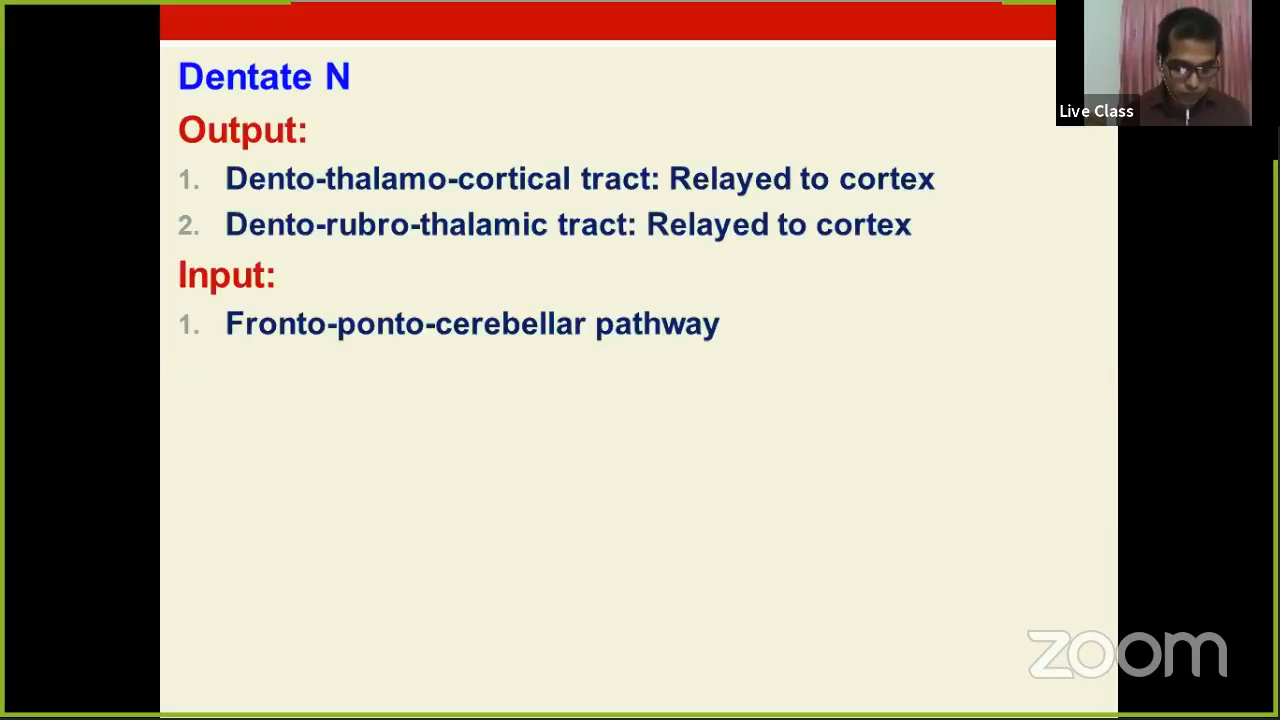 Dentate N
Output:
1. Dento-thalamo-cortical tract: Relayed to cortex
2. Dento-rubro-thalamic tract: Relayed to cortex
Input:
1. Fronto-ponto-cerebellar pathway
Live Class
zoom